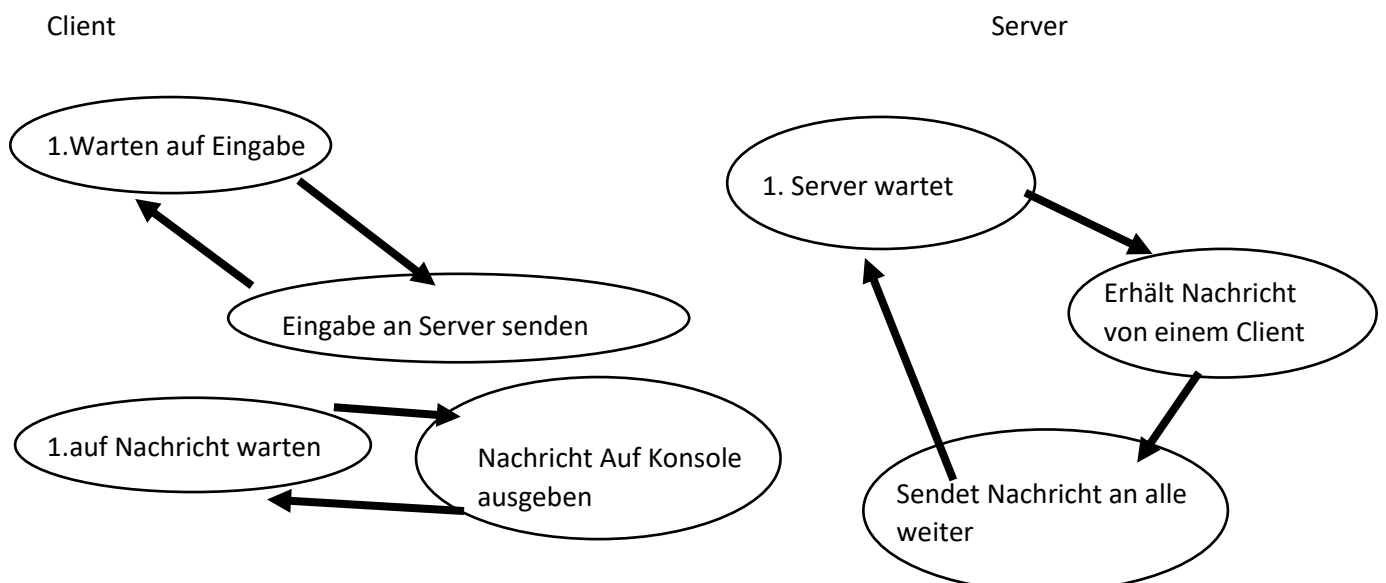 Client
Server
1.Warten auf Eingabe
Eingabe an Server senden
1.auf Nachricht warten
Nachricht Auf Konsole
ausgeben
1. Server wartet
Erhält Nachricht
von einem Client
Sendet Nachricht an alle
weiter